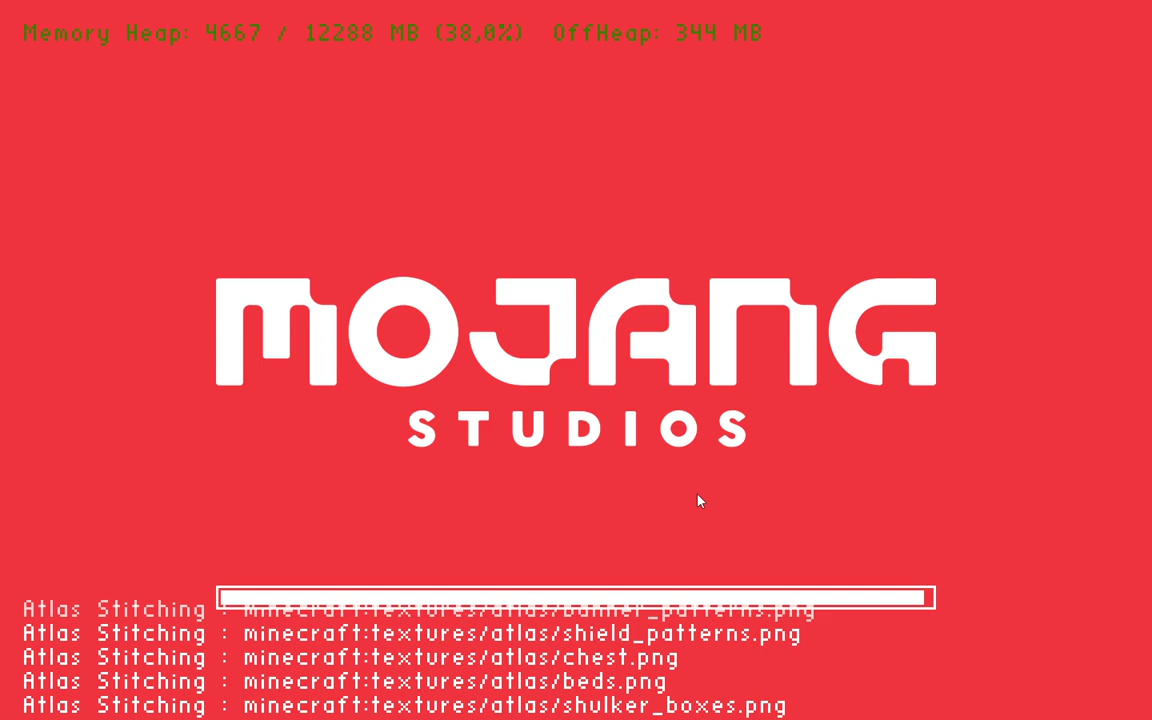 Memory Heap: 4667 / 12288 MB (38,0%)  OffHeap: 344 MB
MOJANG
STUDIOS
Atlas Stitching : minecraft:textures/atlas/banner_patterns.png
Atlas Stitching : minecraft:textures/atlas/shield_patterns.png
Atlas Stitching : minecraft:textures/atlas/chest.png
Atlas Stitching : minecraft:textures/atlas/beds.png
Atlas Stitching : minecraft:textures/atlas/shulker_boxes.png